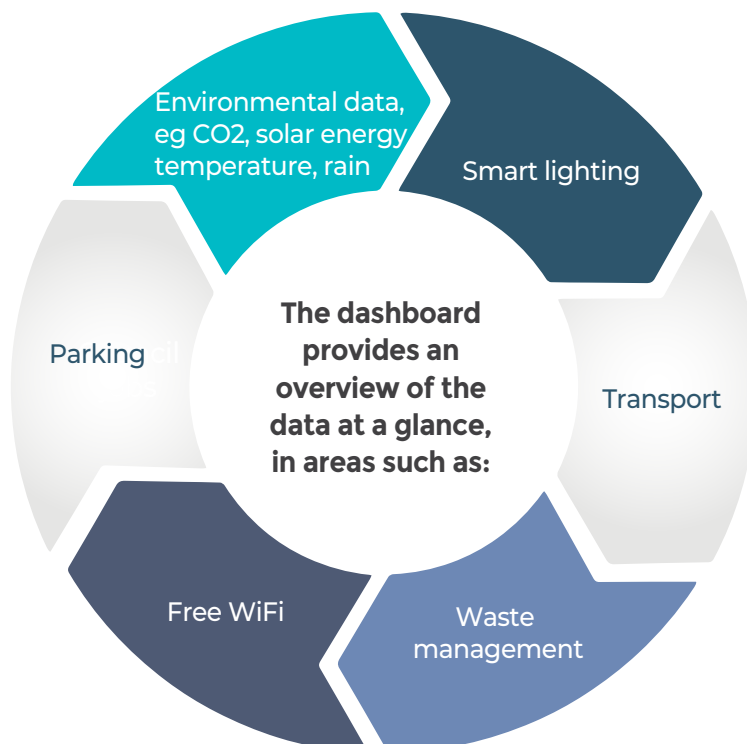 Environmental data,
eg CO2, solar energy
temperature, rain
Smart lighting
The dashboard
provides an
overview of the
data at a glance,
in areas such as:
Parking
Transport
Free WiFi
Waste
management